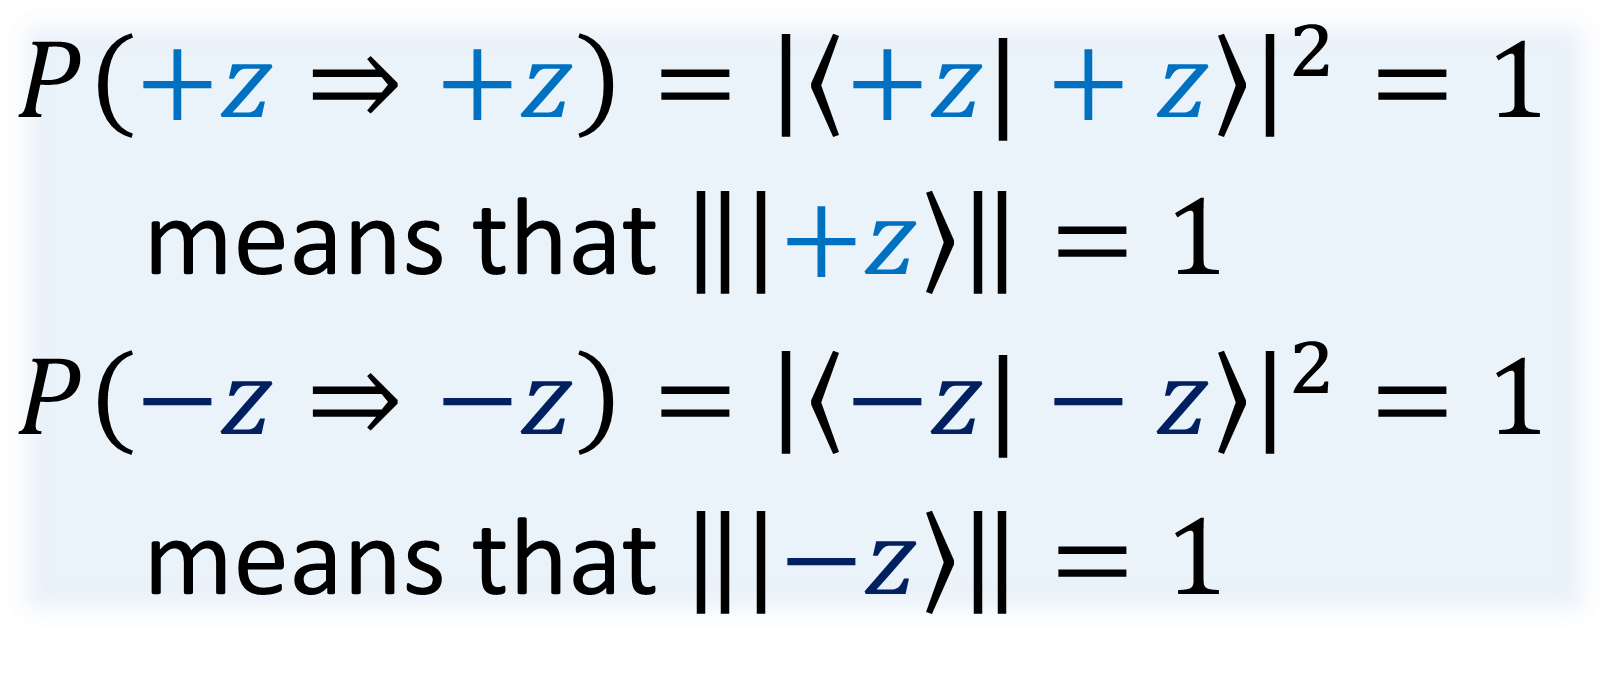 P(+z ⇒ +z) = |⟨+z| + z⟩|² = 1
means that ‖|+z⟩‖ = 1
P(−z ⇒ −z) = |⟨−z| − z⟩|² = 1
means that ‖|−z⟩‖ = 1